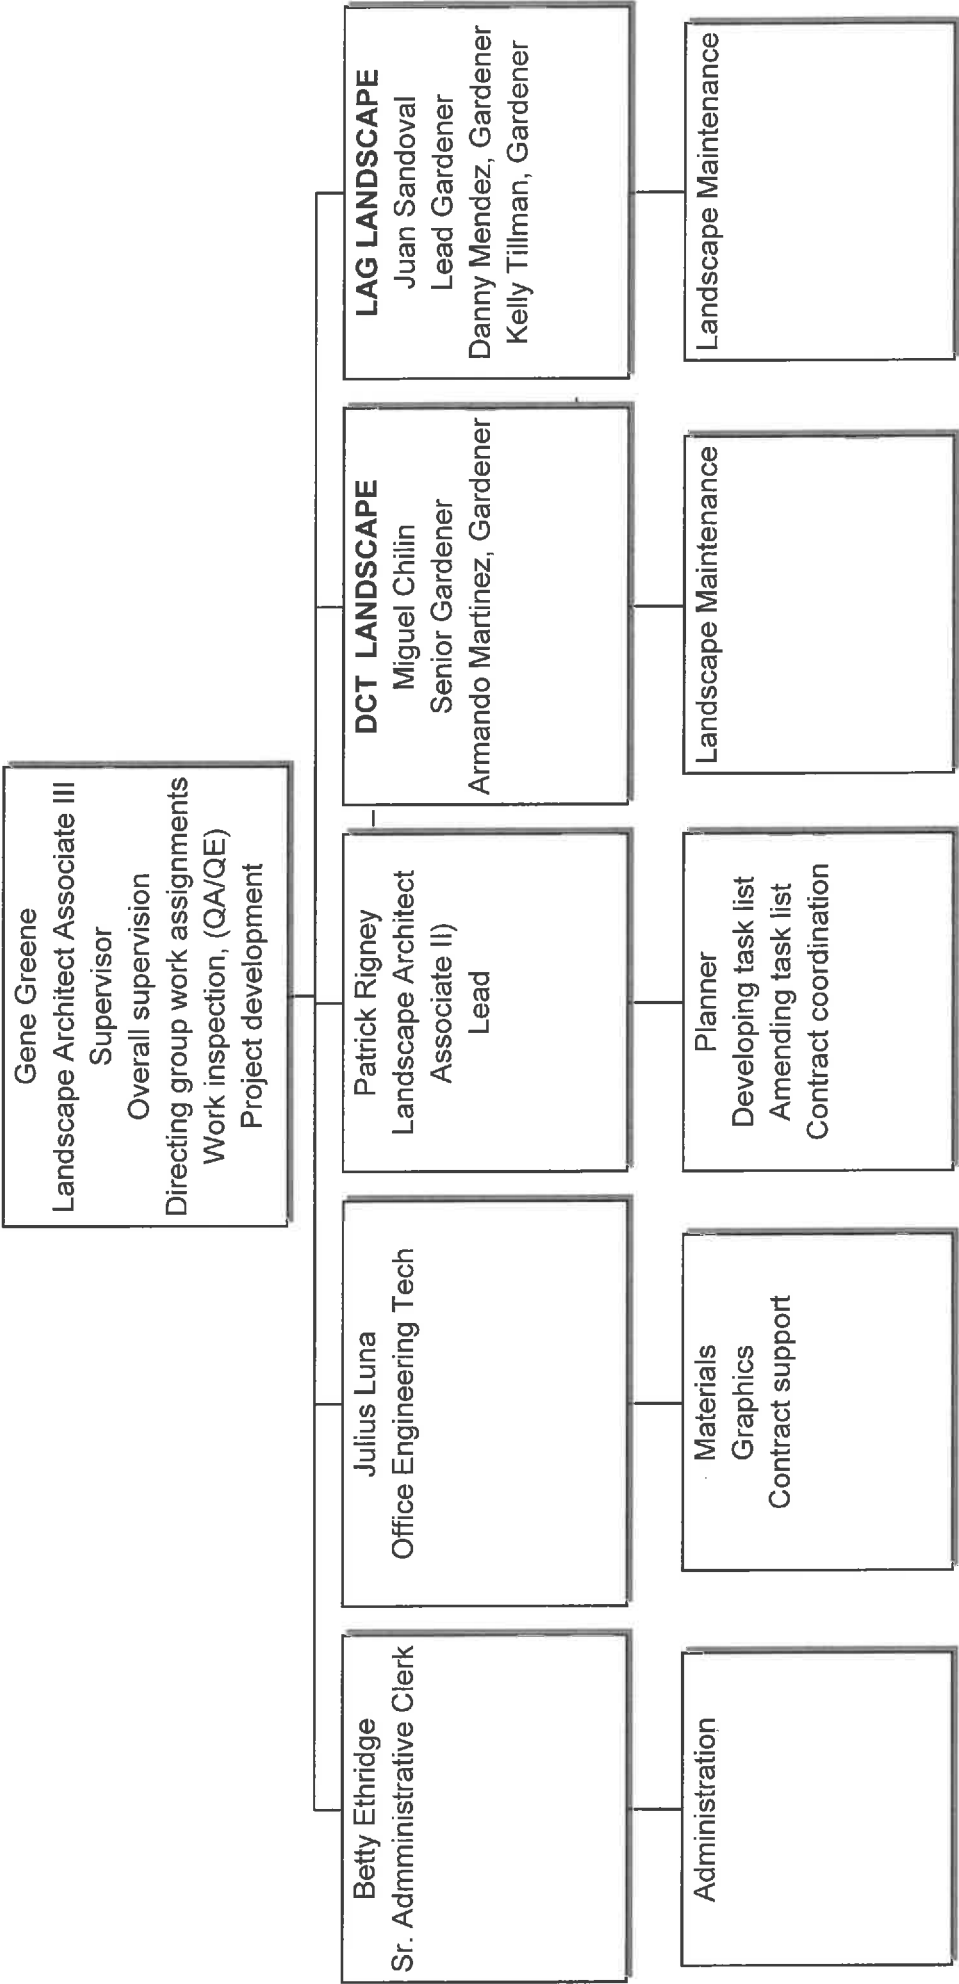 Gene Greene
Landscape Architect Associate III
Supervisor
Overall supervision
Directing group work assignments
Work inspection, (QA/QE)
Project development
Betty Ethridge
Sr. Admministrative Clerk
Julius Luna
Office Engineering Tech
Patrick Rigney
Landscape Architect
Associate II)
Lead
DCT LANDSCAPE
Miguel Chilin
Senior Gardener
Armando Martinez, Gardener
LAG LANDSCAPE
Juan Sandoval
Lead Gardener
Danny Mendez, Gardener
Kelly Tillman, Gardener
Administration
Materials
Graphics
Contract support
Planner
Developing task list
Amending task list
Contract coordination
Landscape Maintenance
Landscape Maintenance